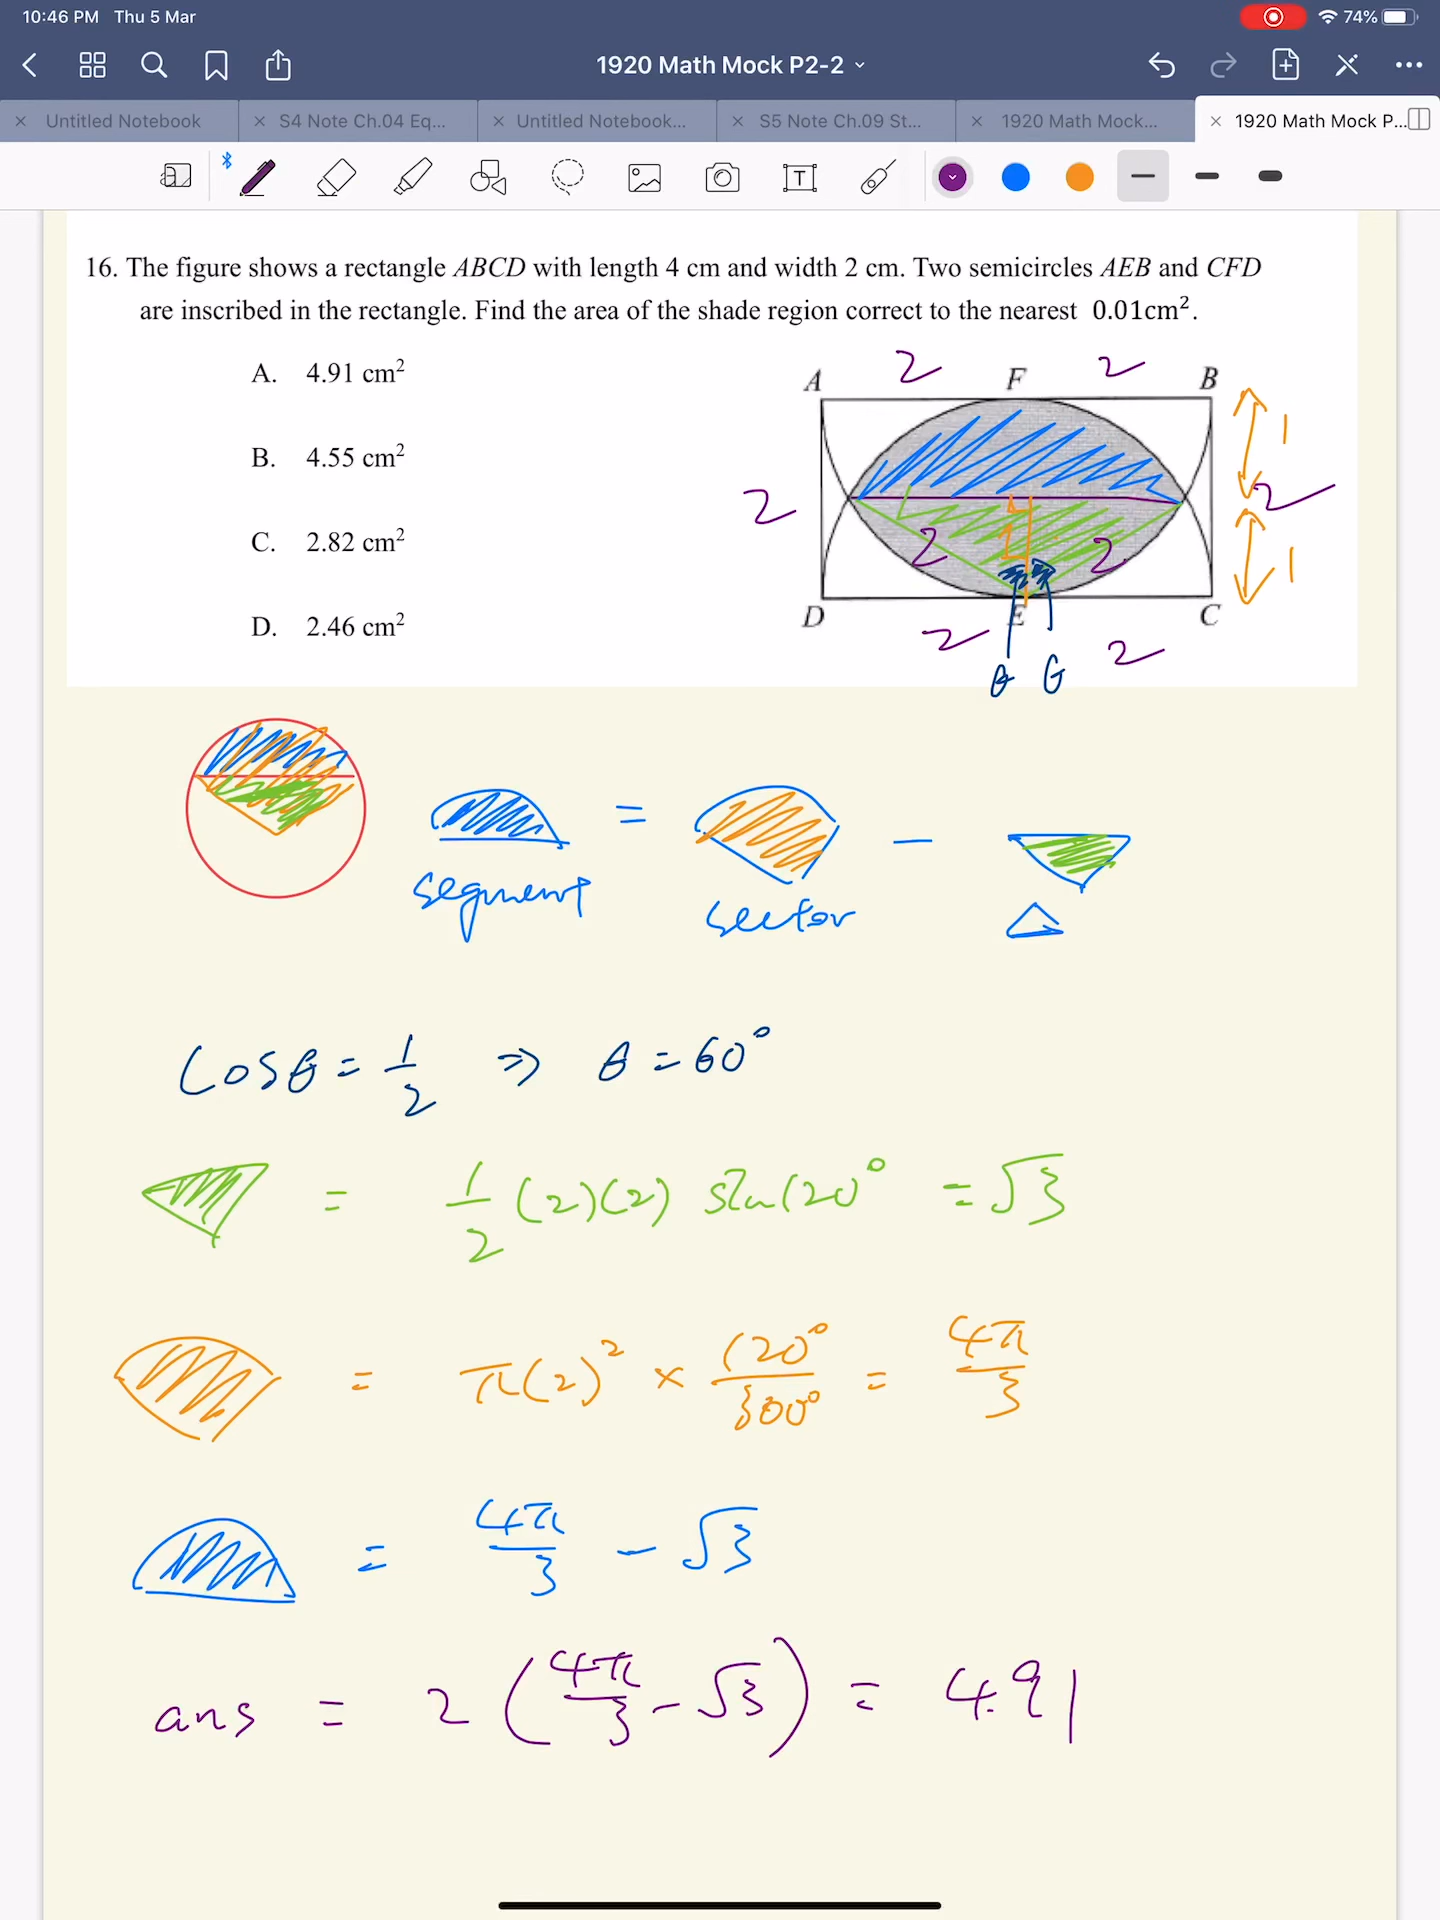 10:46 PM Thu 5 Mar
74%
1920 Math Mock P2-2
Untitled Notebook
S4 Note Ch.04 Eq...
Untitled Notebook...
S5 Note Ch.09 St...
1920 Math Mock...
1920 Math Mock P...
16. The figure shows a rectangle ABCD with length 4 cm and width 2 cm. Two semicircles AEB and CFD
are inscribed in the rectangle. Find the area of the shade region correct to the nearest 0.01cm².
A. 4.91 cm²
B. 4.55 cm²
C. 2.82 cm²
D. 2.46 cm²
2 2
A F B
1
2 2
2 2
1
D E C
2 2
θ θ
= −
segment sector △
cosθ = 1/2 ⇒ θ = 60°
= 1/2 (2)(2) sin120° = √3
= π(2)² × 120°/360° = 4π/3
= 4π/3 − √3
ans = 2(4π/3 − √3) = 4.91